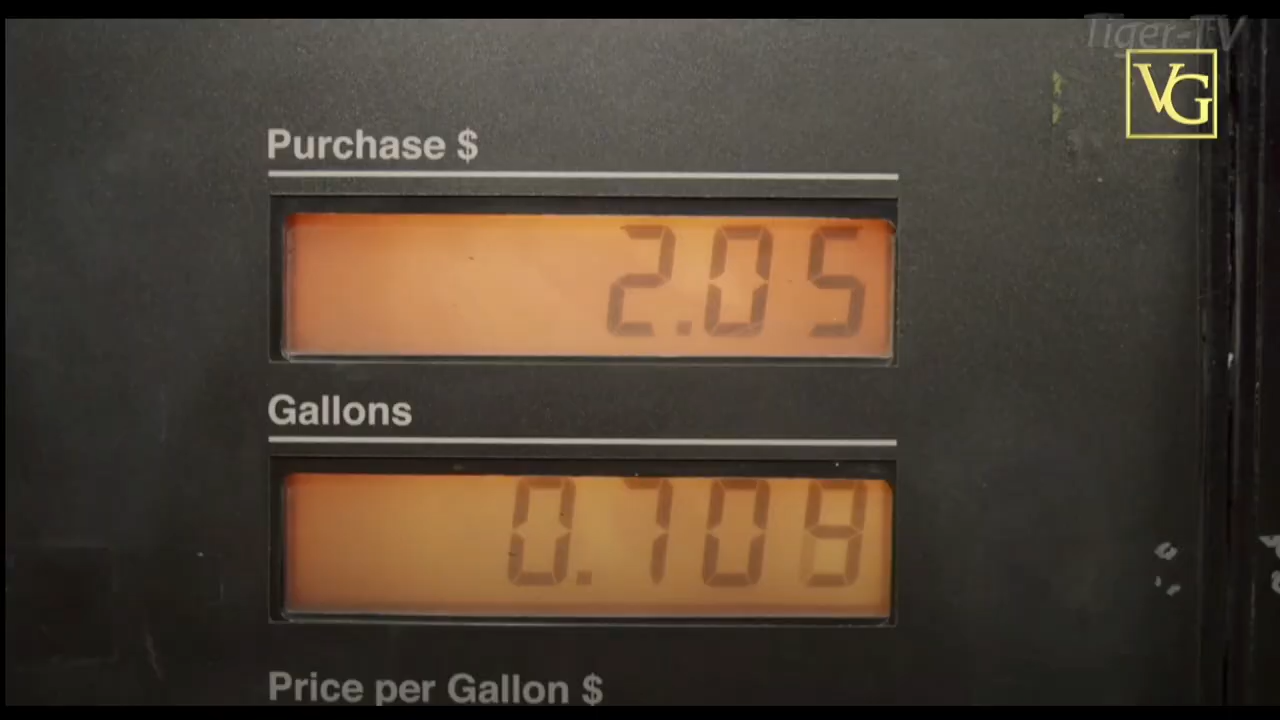 Tiger-TV
VG
Purchase $
2.05
Gallons
0.709
Price per Gallon $